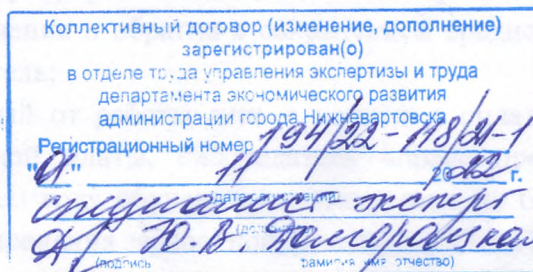 Коллективный договор (изменение, дополнение)
зарегистрирован(о)
в отделе труда управления экспертизы и труда
департамента экономического развития
администрации города Нижневартовска
Регистрационный номер 194/22-118/21-1
11 2022 г.
(дата регистрации)
специалист эксперт
(должность)
Ю.В. Доморацкая
(подпись фамилия имя отчество)